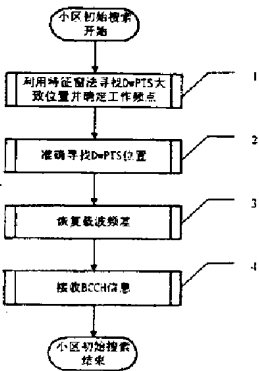 小区初始搜索
开始
利用特征窗法寻找DwPTS大
致位置并确定工作频点
1
准确寻找DwPTS位置
2
恢复载波频差
3
接收BCCH信息
4
小区初始搜索
结束